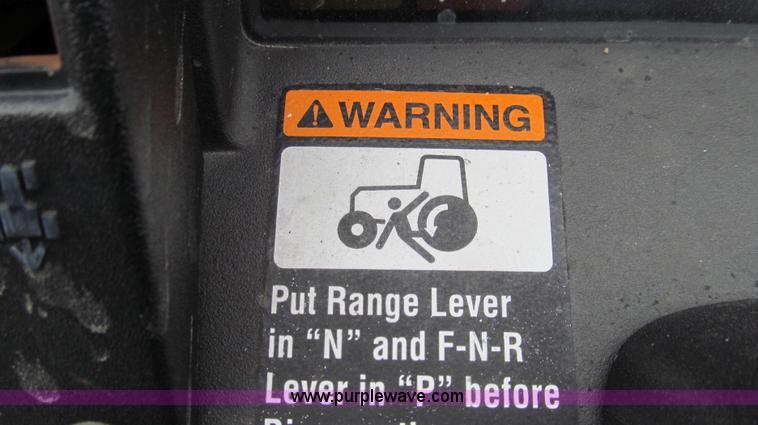 WARNING
Put Range Lever
in "N" and F-N-R
Lever in "P" before
www.purplewave.com